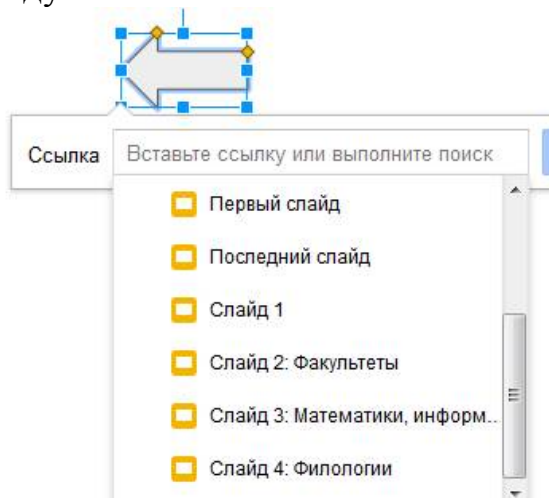 ду
Ссылка Вставьте ссылку или выполните поиск
Первый слайд
Последний слайд
Слайд 1
Слайд 2: Факультеты
Слайд 3: Математики, информ...
Слайд 4: Филологии